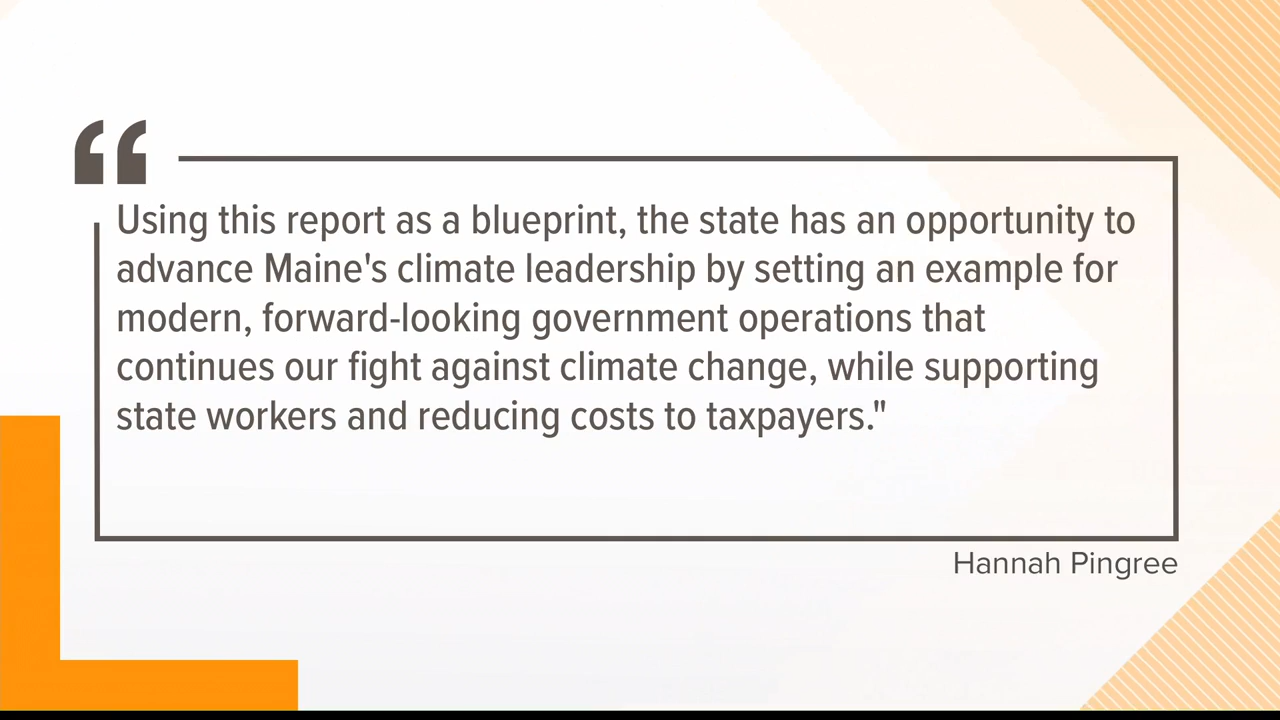 “
Using this report as a blueprint, the state has an opportunity to
advance Maine's climate leadership by setting an example for
modern, forward-looking government operations that
continues our fight against climate change, while supporting
state workers and reducing costs to taxpayers."
Hannah Pingree